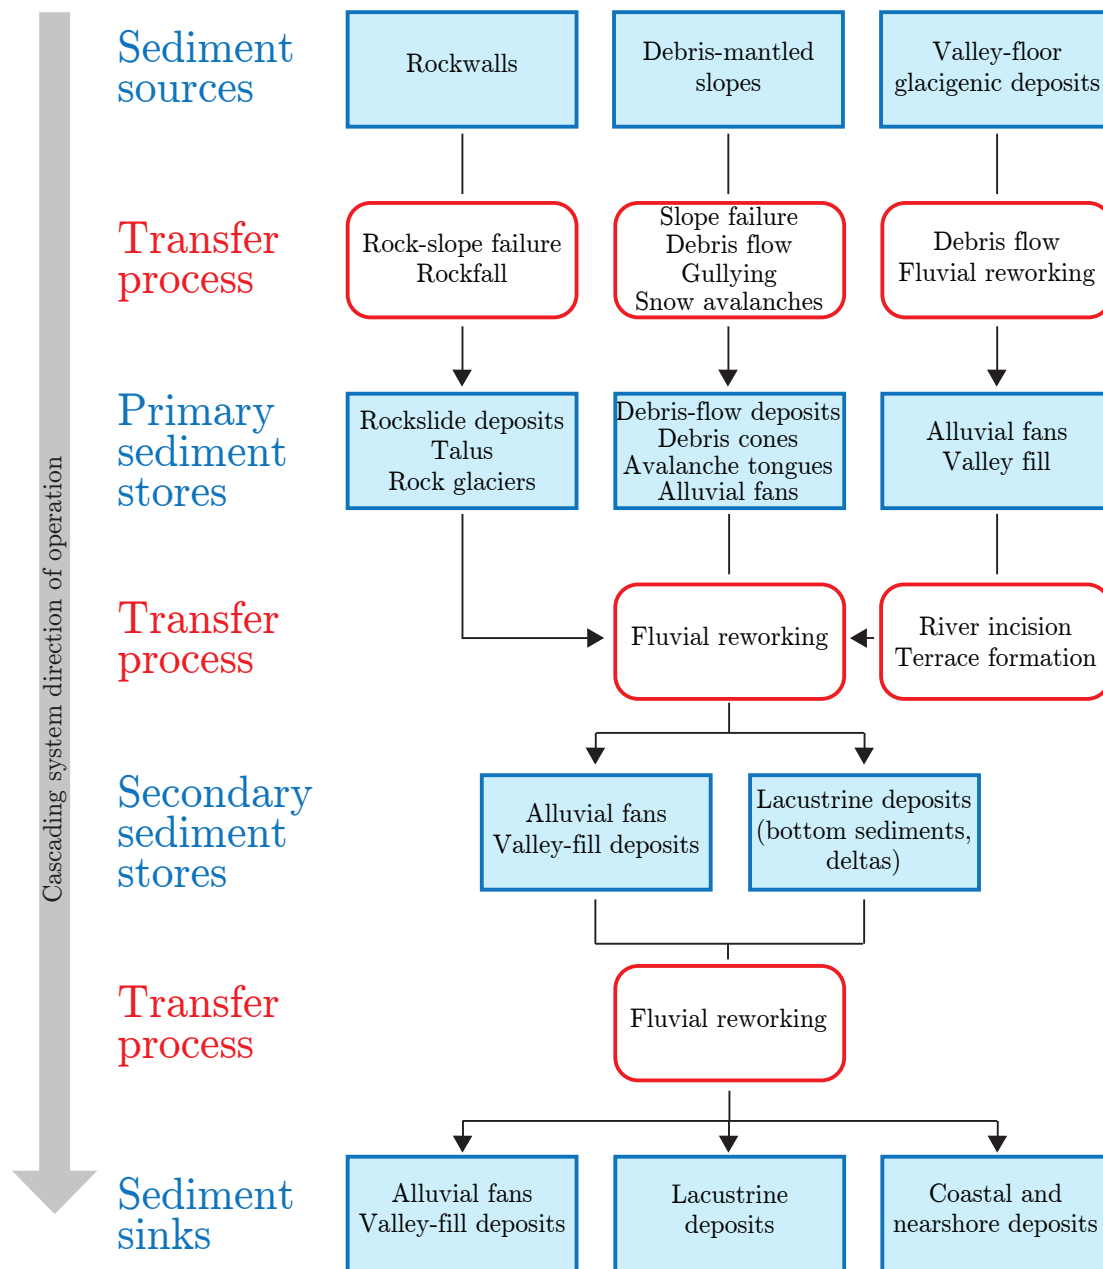 Cascading system direction of operation
Sediment
sources
Rockwalls
Debris-mantled
slopes
Valley-floor
glacigenic deposits
Transfer
process
Rock-slope failure
Rockfall
Slope failure
Debris flow
Gullying
Snow avalanches
Debris flow
Fluvial reworking
Primary
sediment
stores
Rockslide deposits
Talus
Rock glaciers
Debris-flow deposits
Debris cones
Avalanche tongues
Alluvial fans
Alluvial fans
Valley fill
Transfer
process
Fluvial reworking
River incision
Terrace formation
Secondary
sediment
stores
Alluvial fans
Valley-fill deposits
Lacustrine deposits
(bottom sediments,
deltas)
Transfer
process
Fluvial reworking
Sediment
sinks
Alluvial fans
Valley-fill deposits
Lacustrine
deposits
Coastal and
nearshore deposits